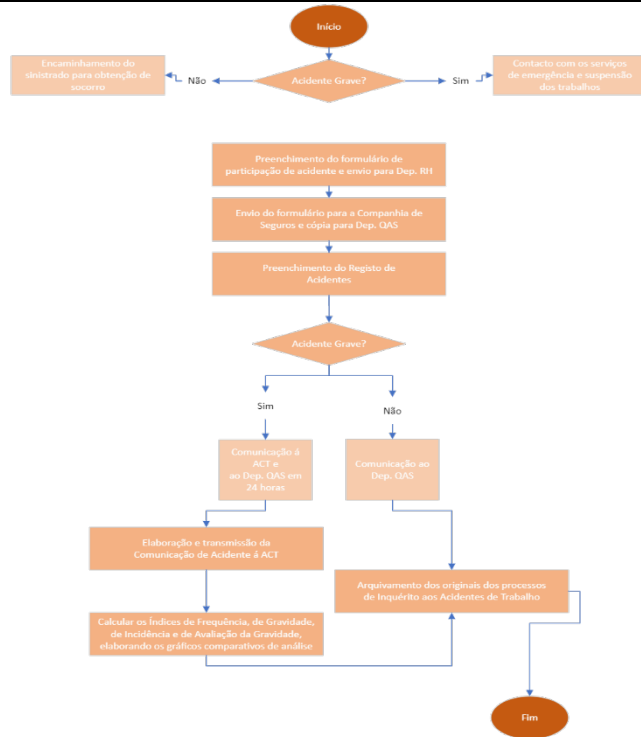 Início
Encaminhamento do
sinistrado para obtenção de
socorro
Não
Acidente Grave?
Sim
Contacto com os serviços
de emergência e suspensão
dos trabalhos
Preenchimento do formulário de
participação de acidente e envio para Dep. RH
Envio do formulário para a Companhia de
Seguros e cópia para Dep. QAS
Preenchimento do Registo de
Acidentes
Acidente Grave?
Sim
Não
Comunicação á
ACT e
ao Dep. QAS em
24 horas
Comunicação ao
Dep. QAS
Elaboração e transmissão da
Comunicação de Acidente á ACT
Arquivamento dos originais dos processos
de Inquérito aos Acidentes de Trabalho
Calcular os Índices de Frequência, de Gravidade,
de Incidência e de Avaliação da Gravidade,
elaborando os gráficos comparativos de análise
Fim